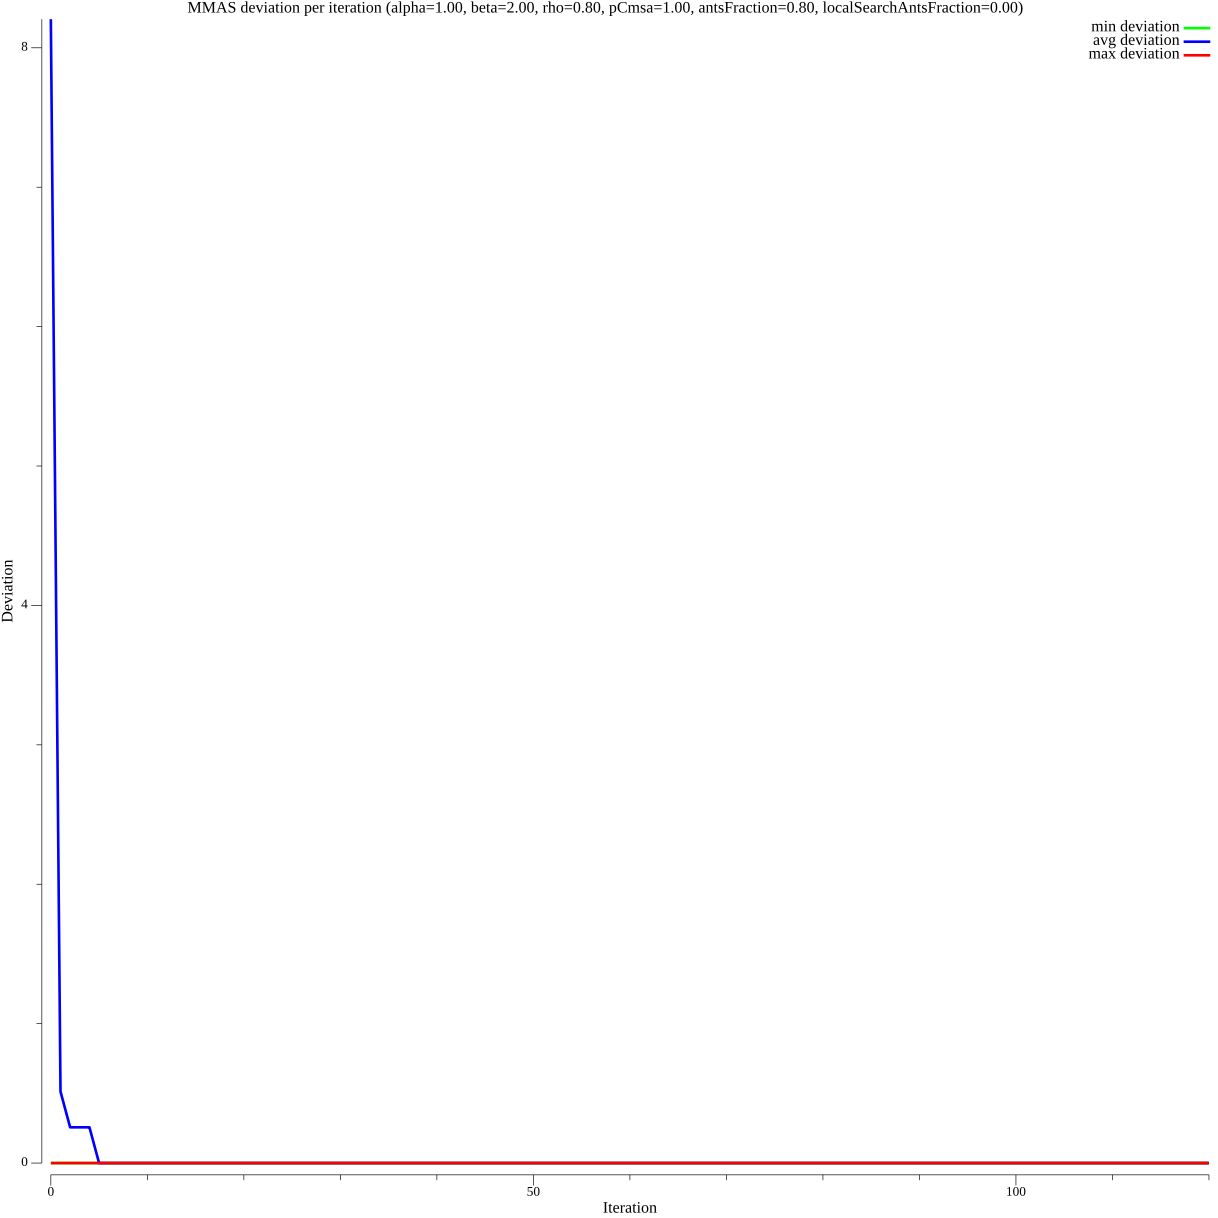 MMAS deviation per iteration (alpha=1.00, beta=2.00, rho=0.80, pCmsa=1.00, antsFraction=0.80, localSearchAntsFraction=0.00)
min deviation
avg deviation
max deviation
8
4
0
Deviation
0 50 100
Iteration